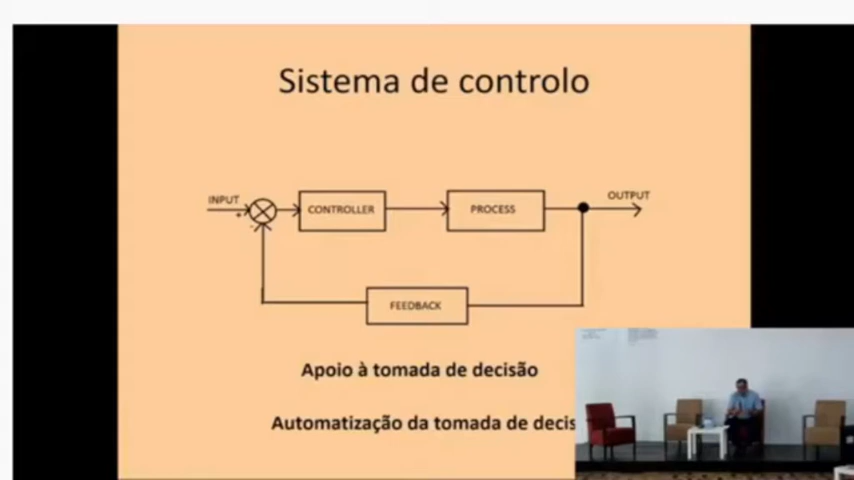 Sistema de controlo
INPUT
OUTPUT
+
CONTROLLER
PROCESS
-
FEEDBACK
Apoio à tomada de decisão
Automatização da tomada de decis